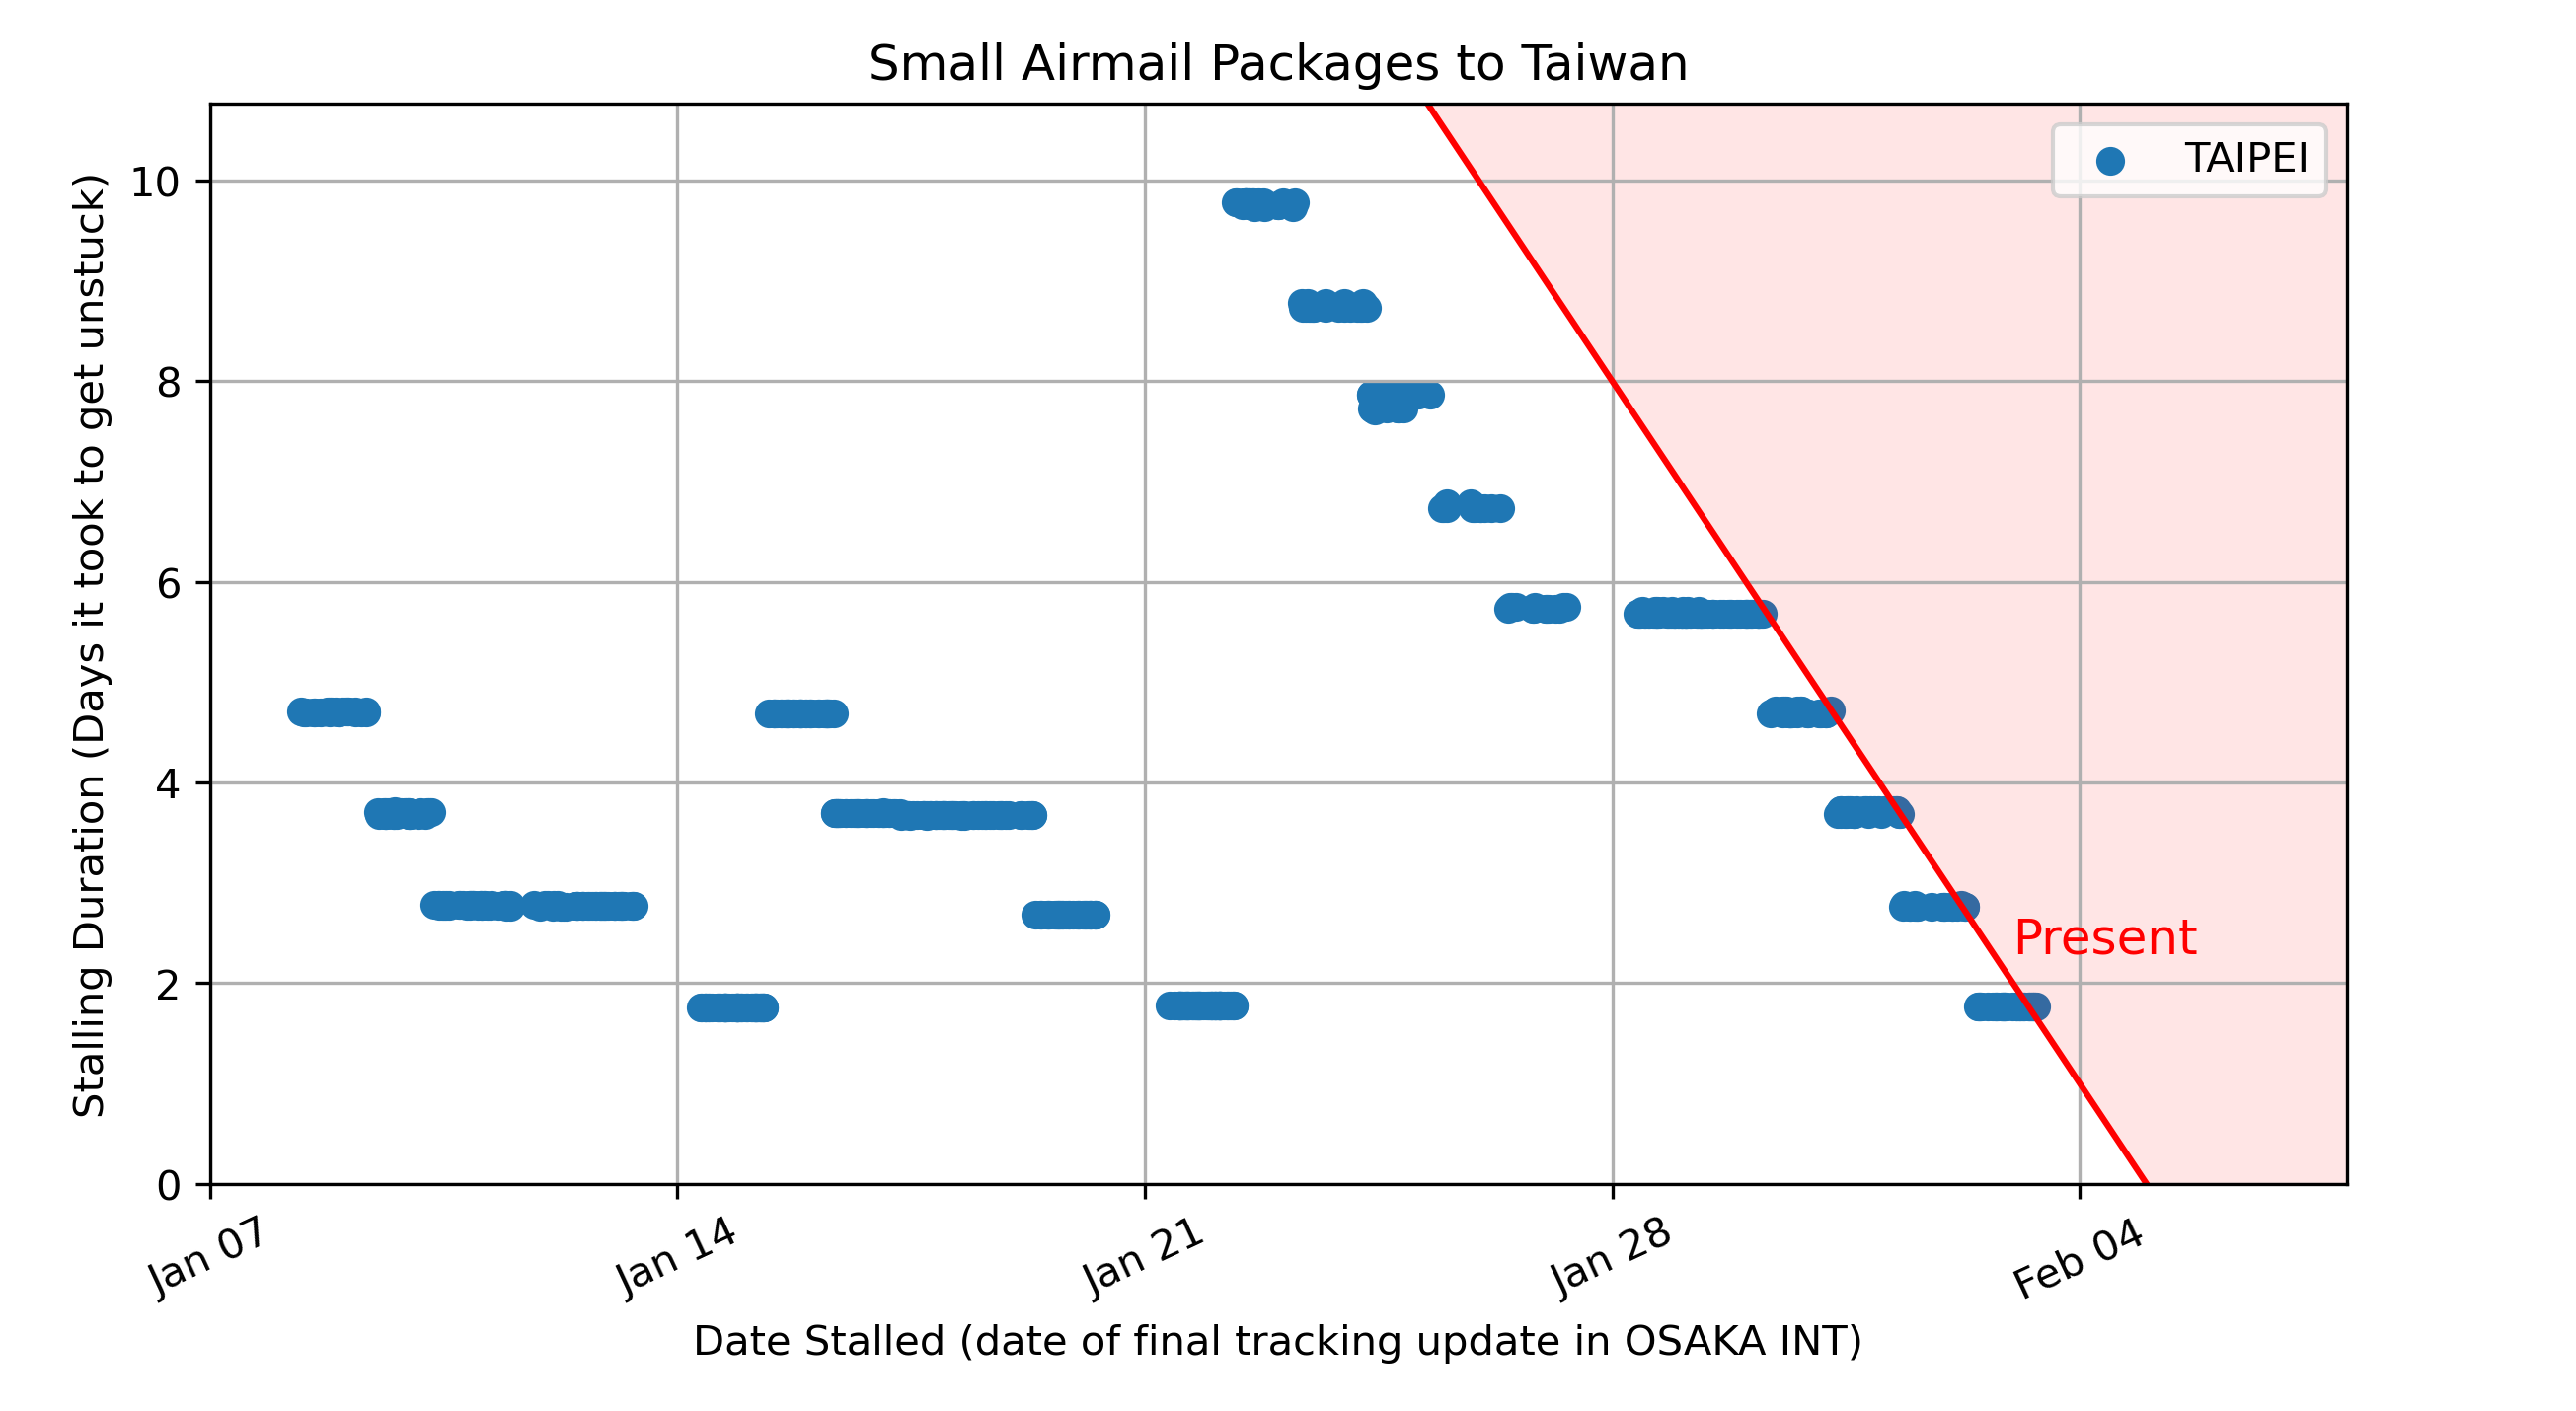 Small Airmail Packages to Taiwan
TAIPEI
Stalling Duration (Days it took to get unstuck)
10
8
6
4
2
0
Present
Jan 07
Jan 14
Jan 21
Jan 28
Feb 04
Date Stalled (date of final tracking update in OSAKA INT)